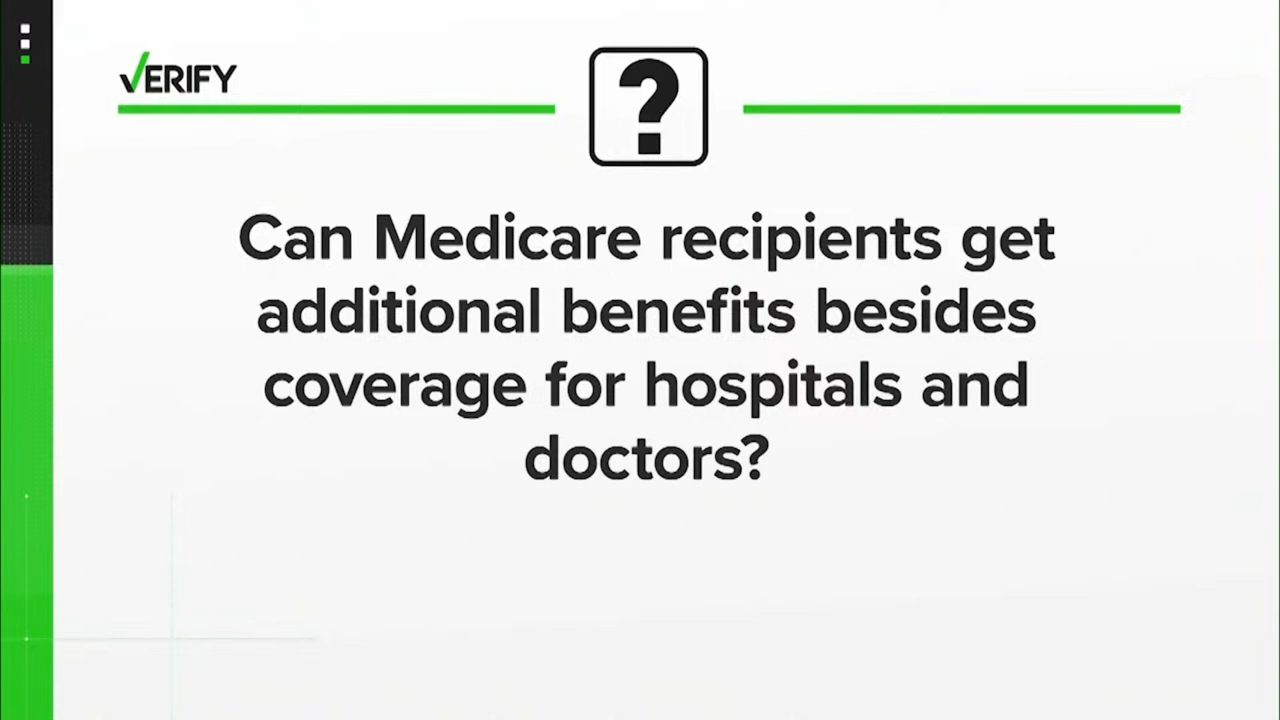 VERIFY
?
Can Medicare recipients get
additional benefits besides
coverage for hospitals and
doctors?